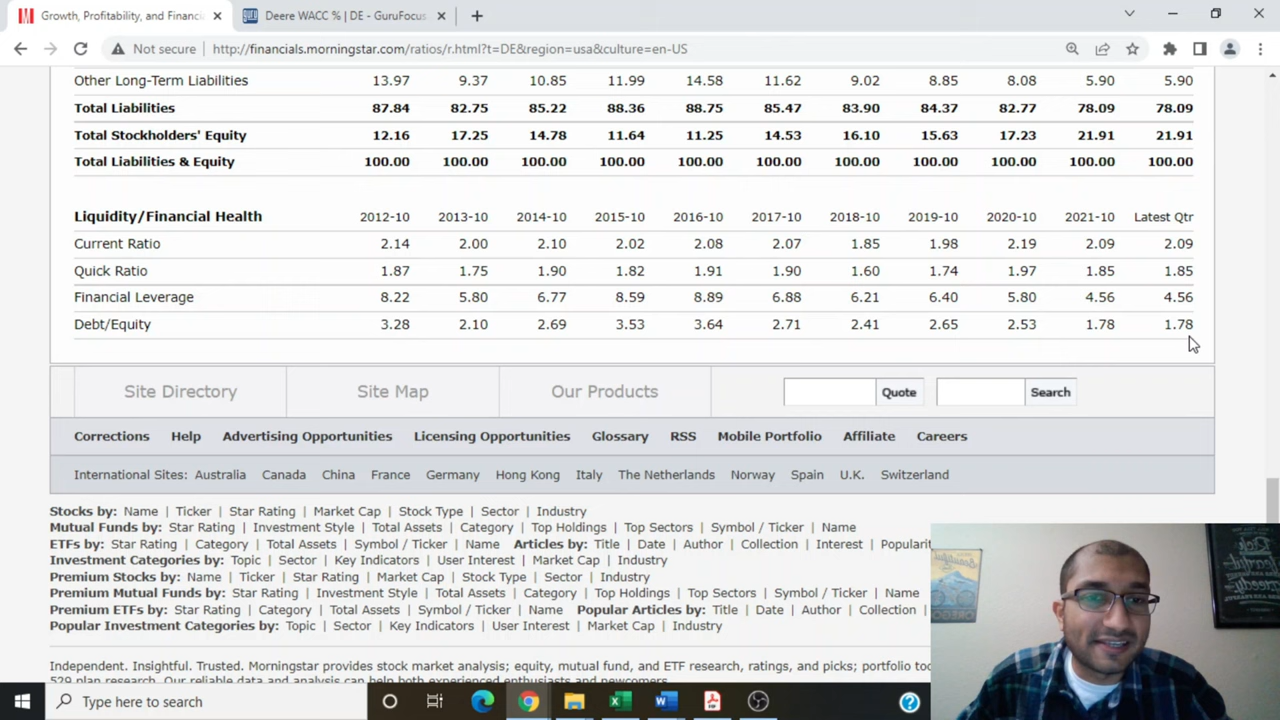 Growth, Profitability, and Financi
Deere WACC % | DE - GuruFocus
Not secure | http://financials.morningstar.com/ratios/r.html?t=DE&region=usa&culture=en-US
Other Long-Term Liabilities 13.97 9.37 10.85 11.99 14.58 11.62 9.02 8.85 8.08 5.90 5.90
Total Liabilities 87.84 82.75 85.22 88.36 88.75 85.47 83.90 84.37 82.77 78.09 78.09
Total Stockholders' Equity 12.16 17.25 14.78 11.64 11.25 14.53 16.10 15.63 17.23 21.91 21.91
Total Liabilities & Equity 100.00 100.00 100.00 100.00 100.00 100.00 100.00 100.00 100.00 100.00 100.00
Liquidity/Financial Health 2012-10 2013-10 2014-10 2015-10 2016-10 2017-10 2018-10 2019-10 2020-10 2021-10 Latest Qtr
Current Ratio 2.14 2.00 2.10 2.02 2.08 2.07 1.85 1.98 2.19 2.09 2.09
Quick Ratio 1.87 1.75 1.90 1.82 1.91 1.90 1.60 1.74 1.97 1.85 1.85
Financial Leverage 8.22 5.80 6.77 8.59 8.89 6.88 6.21 6.40 5.80 4.56 4.56
Debt/Equity 3.28 2.10 2.69 3.53 3.64 2.71 2.41 2.65 2.53 1.78 1.78
Site Directory Site Map Our Products Quote Search
Corrections Help Advertising Opportunities Licensing Opportunities Glossary RSS Mobile Portfolio Affiliate Careers
International Sites: Australia Canada China France Germany Hong Kong Italy The Netherlands Norway Spain U.K. Switzerland
Stocks by: Name | Ticker | Star Rating | Market Cap | Stock Type | Sector | Industry
Mutual Funds by: Star Rating | Investment Style | Total Assets | Category | Top Holdings | Top Sectors | Symbol / Ticker | Name
ETFs by: Star Rating | Category | Total Assets | Symbol / Ticker | Name Articles by: Title | Date | Author | Collection | Interest | Populari
Investment Categories by: Topic | Sector | Key Indicators | User Interest | Market Cap | Industry
Premium Stocks by: Name | Ticker | Star Rating | Market Cap | Stock Type | Sector | Industry
Premium Mutual Funds by: Star Rating | Investment Style | Total Assets | Category | Top Holdings | Top Sectors | Symbol / Ticker | Name
Premium ETFs by: Star Rating | Category | Total Assets | Symbol / Ticker | Name Popular Articles by: Title | Date | Author | Collection |
Popular Investment Categories by: Topic | Sector | Key Indicators | User Interest | Market Cap | Industry
Independent. Insightful. Trusted. Morningstar provides stock market analysis; equity, mutual fund, and ETF research, ratings, and picks; portfolio too
529 plan research. Our reliable data and analysis can help both experienced enthusiasts and newcomers.
Type here to search